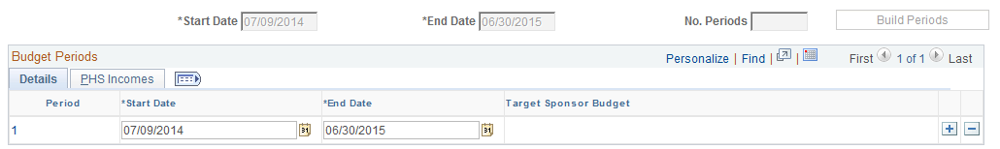 *Start Date 07/09/2014 *End Date 06/30/2015 No. Periods Build Periods
Budget Periods Personalize | Find | | First 1 of 1 Last
Details PHS Incomes
Period *Start Date *End Date Target Sponsor Budget
1 07/09/2014 31 06/30/2015 31